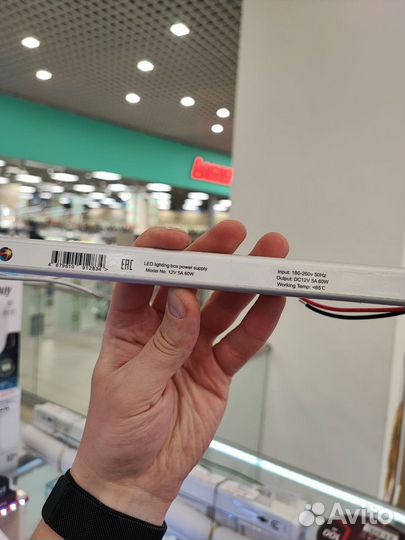 LED lighting box power supply
Model No. 12V 5A 60W
EAC
Input: 180-260v 50Hz
Output: DC12V 5A 60W
Working Temp: <65℃
Avito